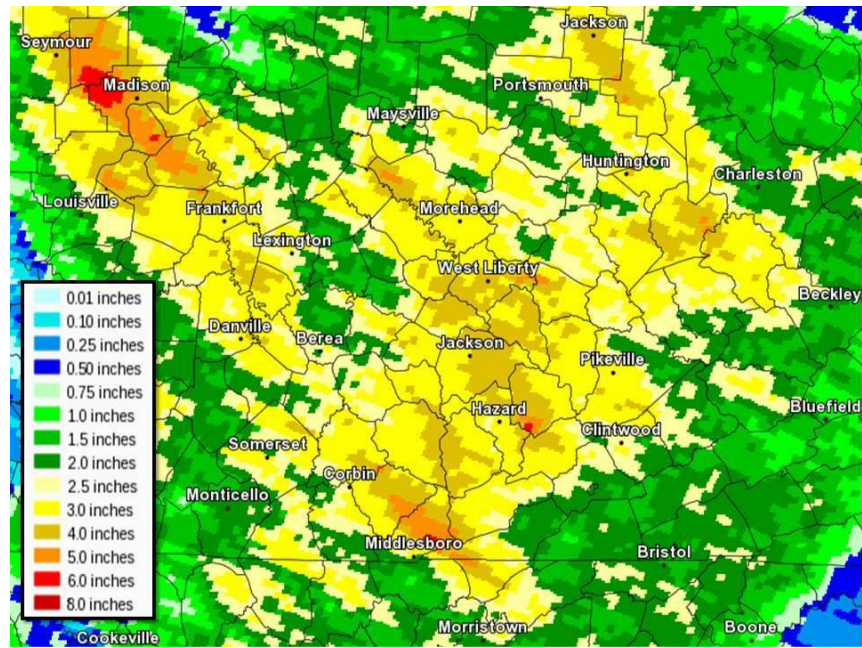 Jackson
Seymour
Madison
Portsmouth
Maysville
Huntington
Charleston
Louisville
Frankfort
Morehead
Lexington
West Liberty
Beckley
0.01 inches
0.10 inches
0.25 inches
0.50 inches
0.75 inches
1.0 inches
1.5 inches
2.0 inches
2.5 inches
3.0 inches
4.0 inches
5.0 inches
6.0 inches
8.0 inches
Danville
Berea
Jackson
Pikeville
Hazard
Bluefield
Clintwood
Somerset
Corbin
Monticello
Middlesboro
Bristol
Cookeville
Morristown
Boone